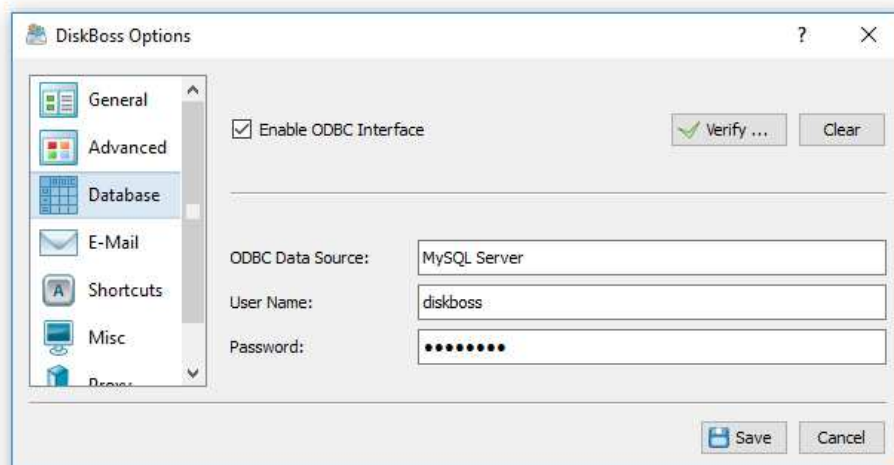 DiskBoss Options
?
General
Advanced
Database
E-Mail
Shortcuts
Misc
Proxy
Enable ODBC Interface
Verify ...
Clear
ODBC Data Source:
MySQL Server
User Name:
diskboss
Password:
••••••••
Save
Cancel